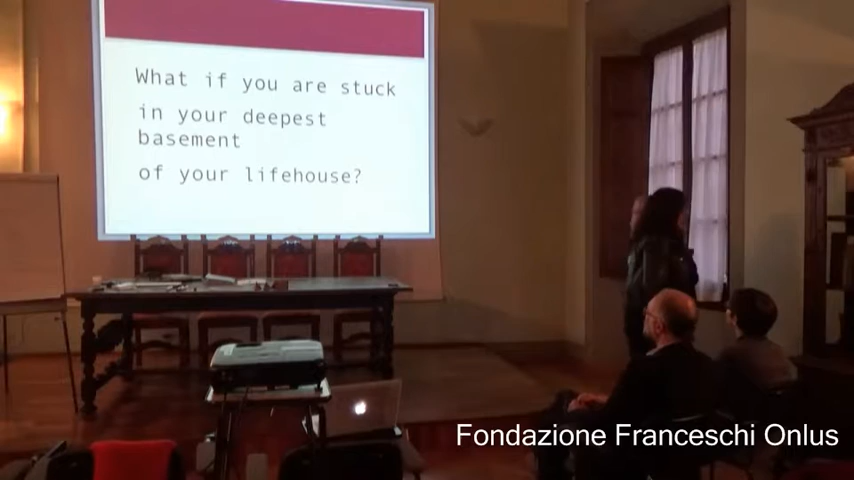 What if you are stuck
in your deepest
basement
of your lifehouse?
Fondazione Franceschi Onlus